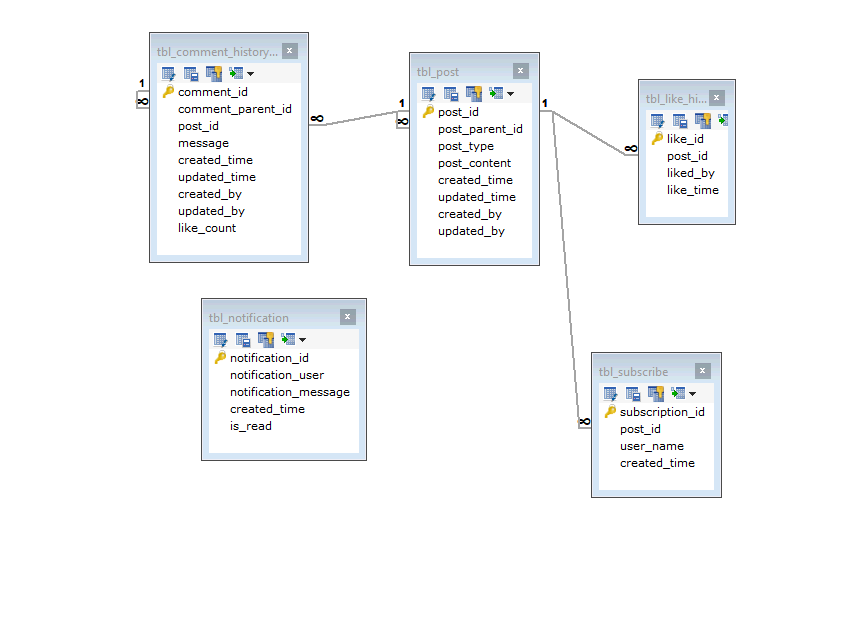 tbl_comment_history...
comment_id
comment_parent_id
post_id
message
created_time
updated_time
created_by
updated_by
like_count
1
∞
∞
tbl_post
post_id
post_parent_id
post_type
post_content
created_time
updated_time
created_by
updated_by
1
∞
1
tbl_like_hi...
like_id
post_id
liked_by
like_time
∞
tbl_notification
notification_id
notification_user
notification_message
created_time
is_read
tbl_subscribe
subscription_id
post_id
user_name
created_time
∞